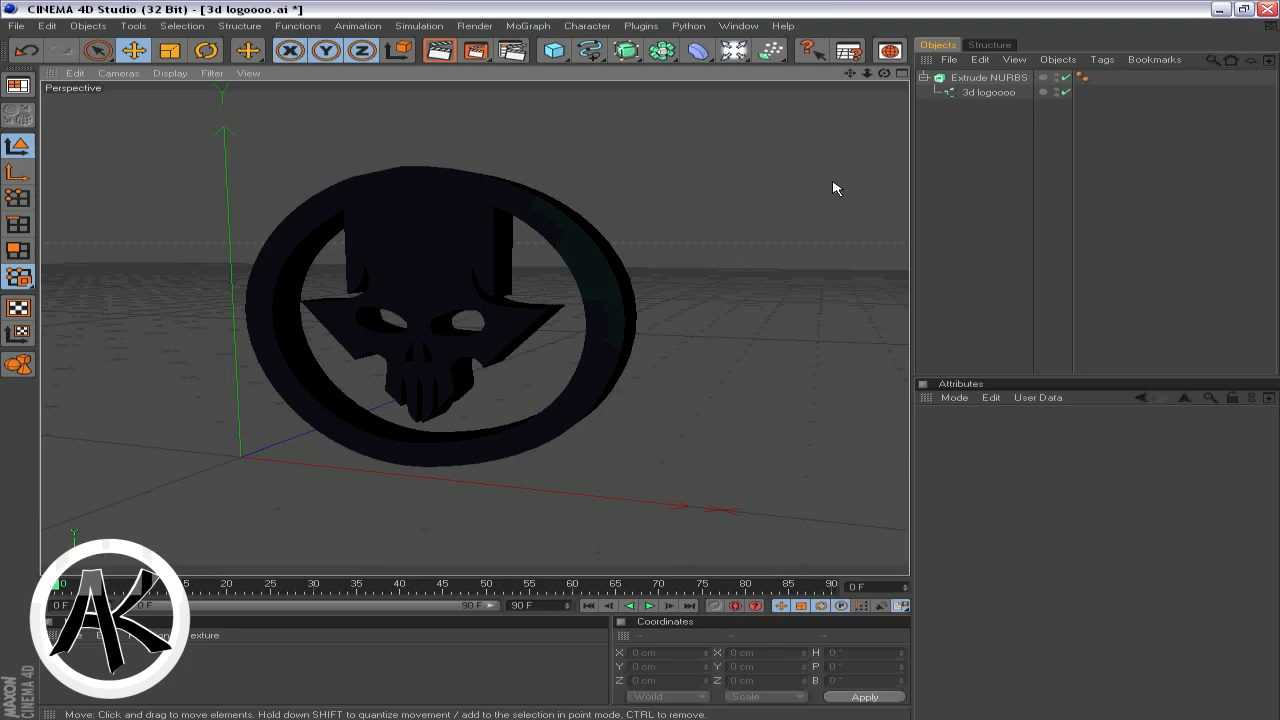 CINEMA 4D Studio (32 Bit) - [3d logoooo.ai *]
File Edit Objects Tools Selection Structure Functions Animation Simulation Render MoGraph Character Plugins Python Window Help
Objects Structure
File Edit View Objects Tags Bookmarks
Edit Cameras Display Filter View
Perspective
Extrude NURBS
3d logoooo
Y
X Y Z
Attributes
Mode Edit User Data
Y
0 15 20 25 30 35 40 45 50 55 60 65 70 75 80 85 90 0 F
0 F 0 F 90 F 90 F
Coordinates
exture
AK
X 0 cm X 0 cm H 0 °
Y 0 cm Y 0 cm P 0 °
Z 0 cm Z 0 cm B 0 °
World Scale Apply
MAXON
CINEMA 4D
Move: Click and drag to move elements. Hold down SHIFT to quantize movement / add to the selection in point mode, CTRL to remove.